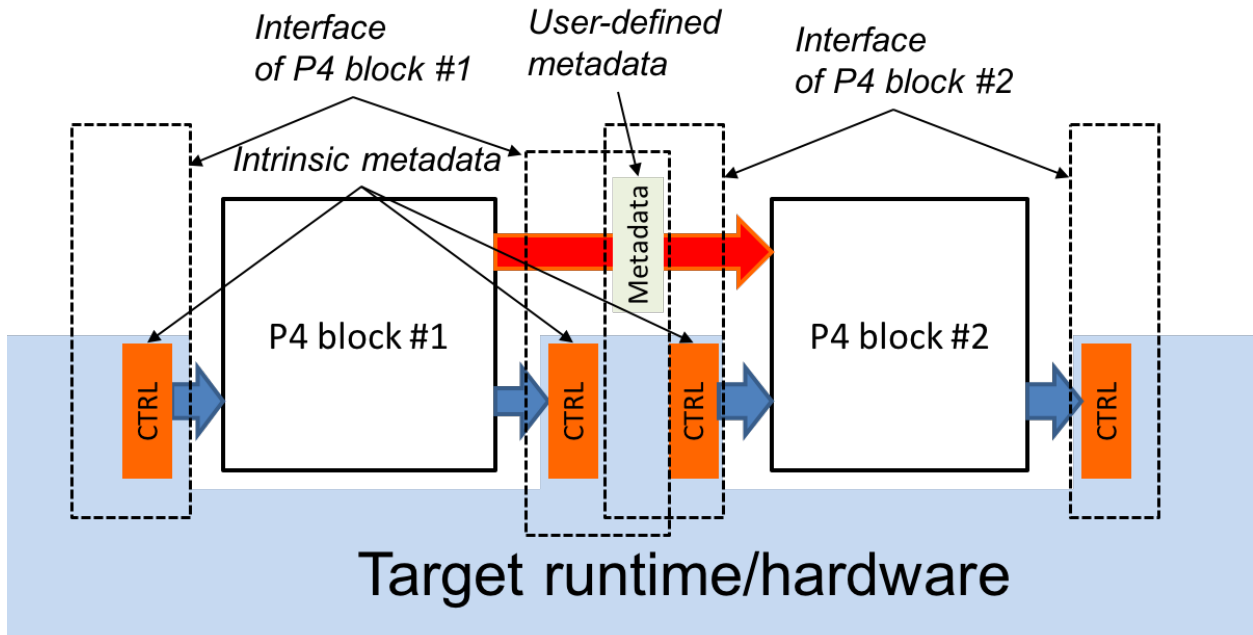 Interface
of P4 block #1
User-defined
metadata
Interface
of P4 block #2
Intrinsic metadata
Metadata
P4 block #1
P4 block #2
CTRL
CTRL
CTRL
CTRL
Target runtime/hardware